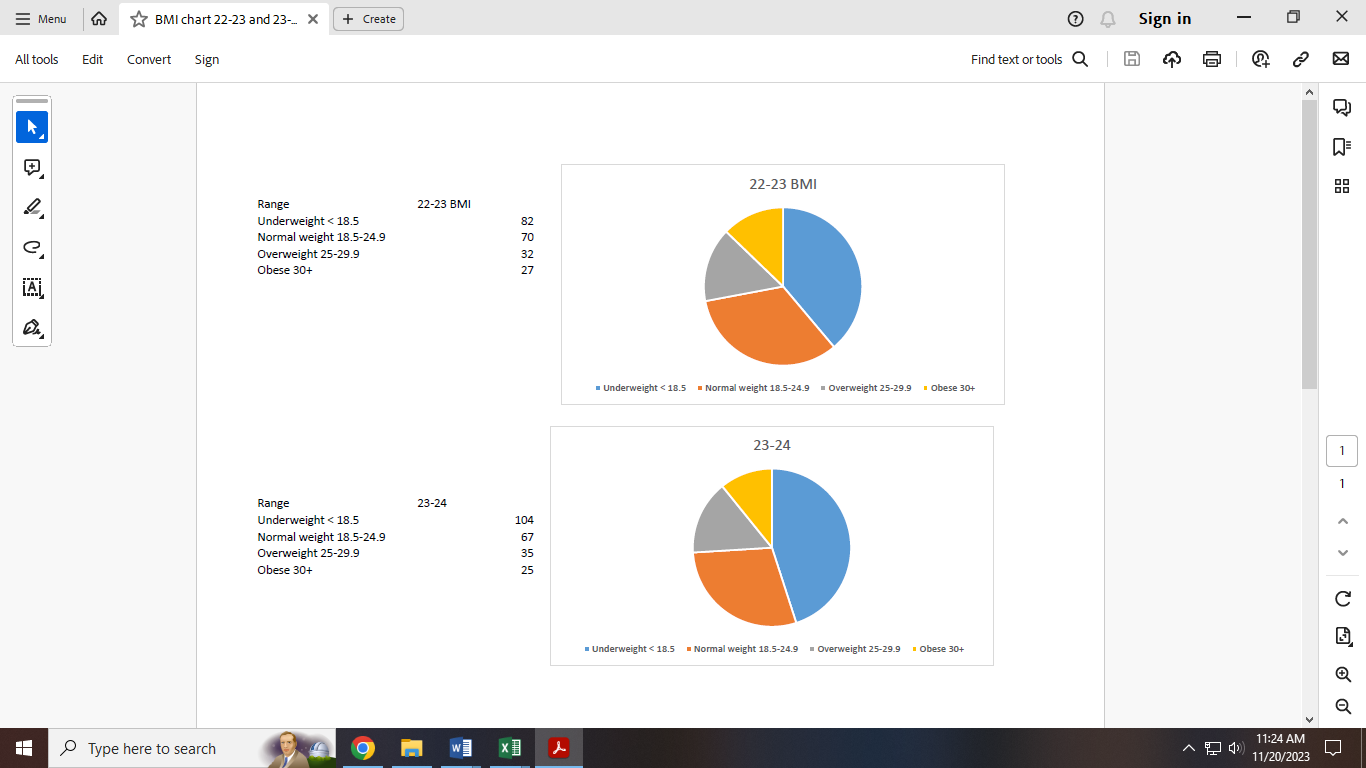 Menu
BMI chart 22-23 and 23-...
Create
Sign in
All tools Edit Convert Sign
Find text or tools
22-23 BMI
Range 22-23 BMI
Underweight < 18.5 82
Normal weight 18.5-24.9 70
Overweight 25-29.9 32
Obese 30+ 27
Underweight < 18.5 Normal weight 18.5-24.9 Overweight 25-29.9 Obese 30+
23-24
Range 23-24
Underweight < 18.5 104
Normal weight 18.5-24.9 67
Overweight 25-29.9 35
Obese 30+ 25
Underweight < 18.5 Normal weight 18.5-24.9 Overweight 25-29.9 Obese 30+
1
1
Type here to search
11:24 AM
11/20/2023